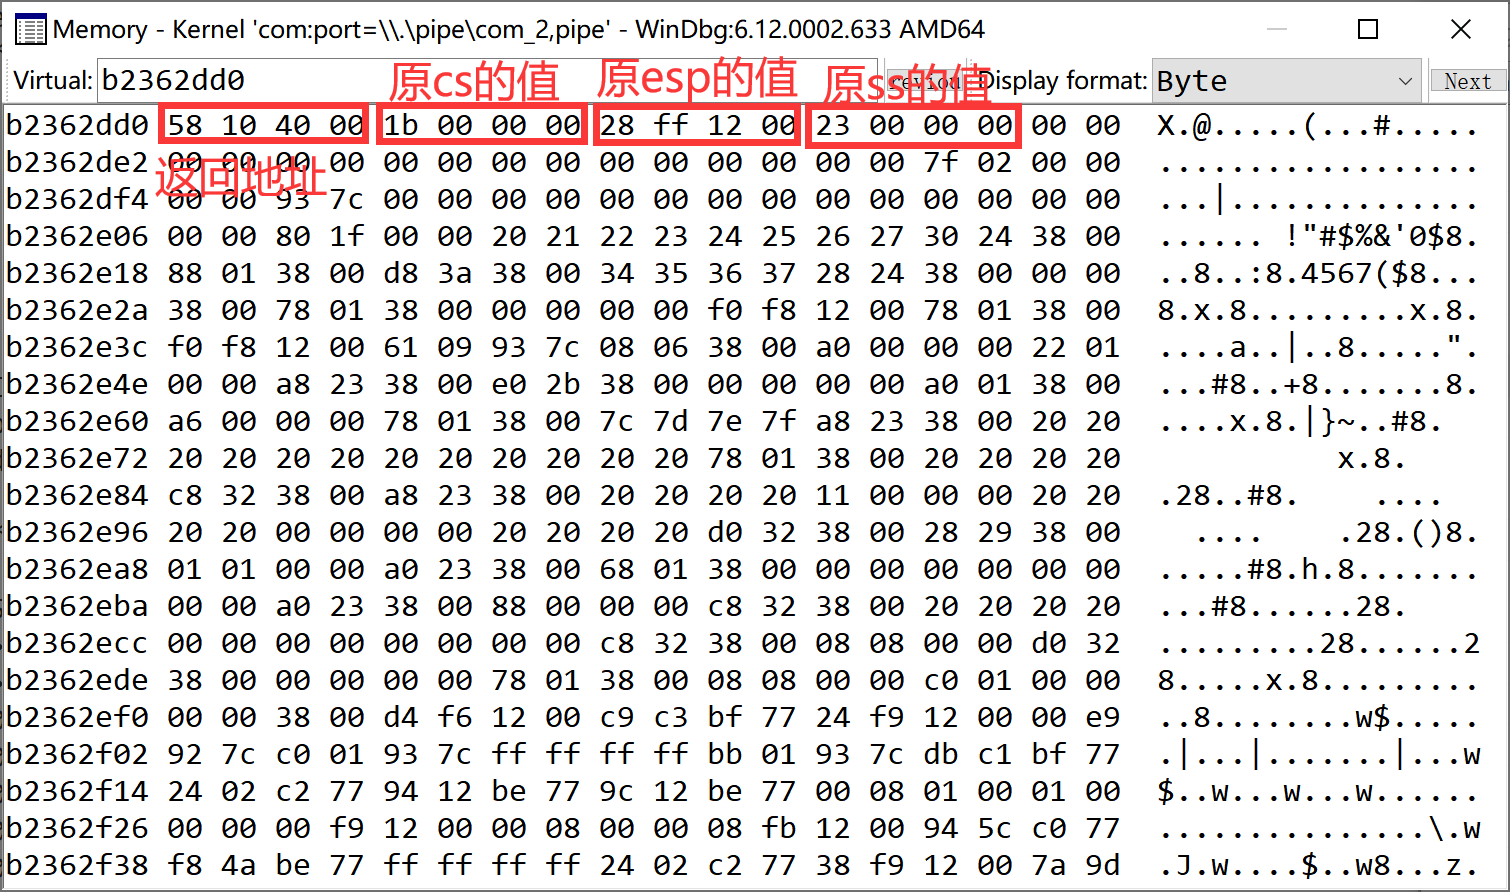 Memory - Kernel 'com:port=\\.\pipe\com_2,pipe' - WinDbg:6.12.0002.633 AMD64
原cs的值 原esp的值 原ss的值
Virtual: b2362dd0 Display format: Byte Next
b2362dd0 58 10 40 00 1b 00 00 00 28 ff 12 00 23 00 00 00 00 00 X.@.....(...#.....
b2362de2 00 00 00 00 00 00 00 00 00 00 00 00 00 00 7f 02 00 00 ..................
返回地址
b2362df4 00 00 93 7c 00 00 00 00 00 00 00 00 00 00 00 00 00 00 ...|..............
b2362e06 00 00 80 1f 00 00 20 21 22 23 24 25 26 27 30 24 38 00 ...... !"#$%&'0$8.
b2362e18 88 01 38 00 d8 3a 38 00 34 35 36 37 28 24 38 00 00 00 ..8..:8.4567($8...
b2362e2a 38 00 78 01 38 00 00 00 00 00 f0 f8 12 00 78 01 38 00 8.x.8.........x.8.
b2362e3c f0 f8 12 00 61 09 93 7c 08 06 38 00 a0 00 00 00 22 01 ....a..|..8.....".
b2362e4e 00 00 a8 23 38 00 e0 2b 38 00 00 00 00 00 a0 01 38 00 ...#8..+8.......8.
b2362e60 a6 00 00 00 78 01 38 00 7c 7d 7e 7f a8 23 38 00 20 20 ....x.8.|}~..#8.
b2362e72 20 20 20 20 20 20 20 20 20 20 78 01 38 00 20 20 20 20 x.8.
b2362e84 c8 32 38 00 a8 23 38 00 20 20 20 20 11 00 00 00 20 20 .28..#8.    ....
b2362e96 20 20 00 00 00 00 20 20 20 20 d0 32 38 00 28 29 38 00 ....    .28.()8.
b2362ea8 01 01 00 00 a0 23 38 00 68 01 38 00 00 00 00 00 00 00 .....#8.h.8.......
b2362eba 00 00 a0 23 38 00 88 00 00 00 c8 32 38 00 20 20 20 20 ...#8......28.
b2362ecc 00 00 00 00 00 00 00 00 c8 32 38 00 08 08 00 00 d0 32 .........28......2
b2362ede 38 00 00 00 00 00 78 01 38 00 08 08 00 00 c0 01 00 00 8.....x.8.........
b2362ef0 00 00 38 00 d4 f6 12 00 c9 c3 bf 77 24 f9 12 00 00 e9 ..8........w$.....
b2362f02 92 7c c0 01 93 7c ff ff ff ff bb 01 93 7c db c1 bf 77 .|...|.......|...w
b2362f14 24 02 c2 77 94 12 be 77 9c 12 be 77 00 08 01 00 01 00 $..w...w...w......
b2362f26 00 00 00 f9 12 00 00 08 00 00 08 fb 12 00 94 5c c0 77 ...............\.w
b2362f38 f8 4a be 77 ff ff ff ff 24 02 c2 77 38 f9 12 00 7a 9d .J.w....$..w8...z.